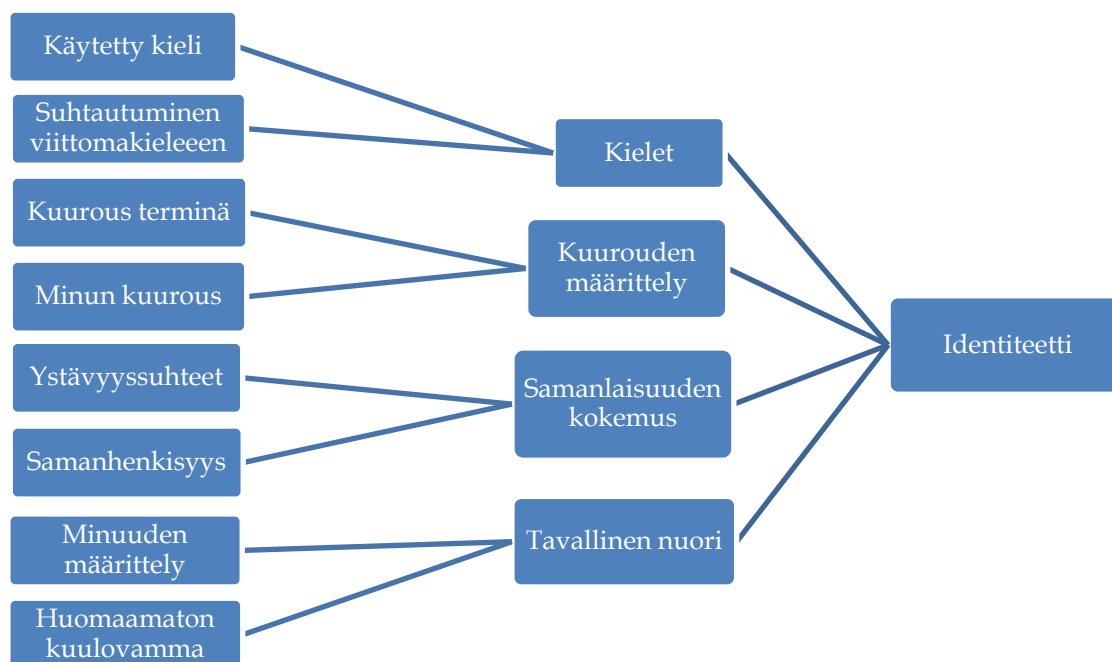 Käytetty kieli
Suhtautuminen
viittomakieleeen
Kuurous terminä
Minun kuurous
Ystävyyssuhteet
Samanhenkisyys
Minuuden
määrittely
Huomaamaton
kuulovamma
Kielet
Kuurouden
määrittely
Samanlaisuuden
kokemus
Tavallinen nuori
Identiteetti